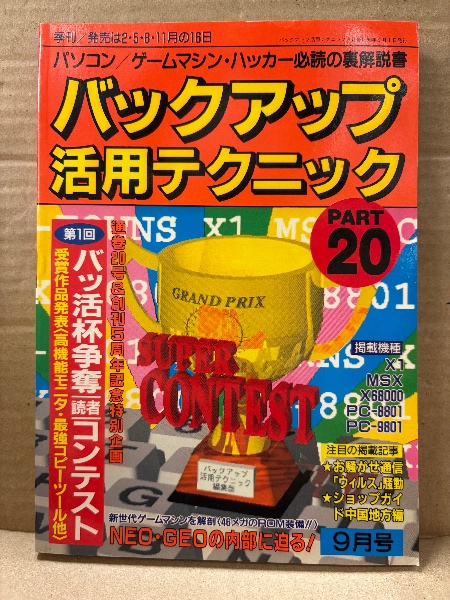 季刊/発売は2・5・8・11月の18日
パソコン/ゲームマシン・ハッカー必読の裏解説書
バックアップ
活用テクニック
PART
20
TOWNS X1 MS
8801
第1回
バッ活杯争奪読者コンテスト
受賞作品発表〈高機能モニタ・最強コピーツール他〉
通巻20号&創刊5周年記念特別企画
GRAND PRIX
SUPER
CONTEST
バックアップ
活用テクニック
編集部
掲載機種
X1
MSX
X68000
PC-8801
PC-9801
注目の掲載記事
★お騒がせ通信
「ウイルス」騒動
★ショップガイ
ド中国地方編
新世代ゲームマシンを解剖〈46メガのROM装備!!〉
NEO・GEOの内部に迫る!
9月号